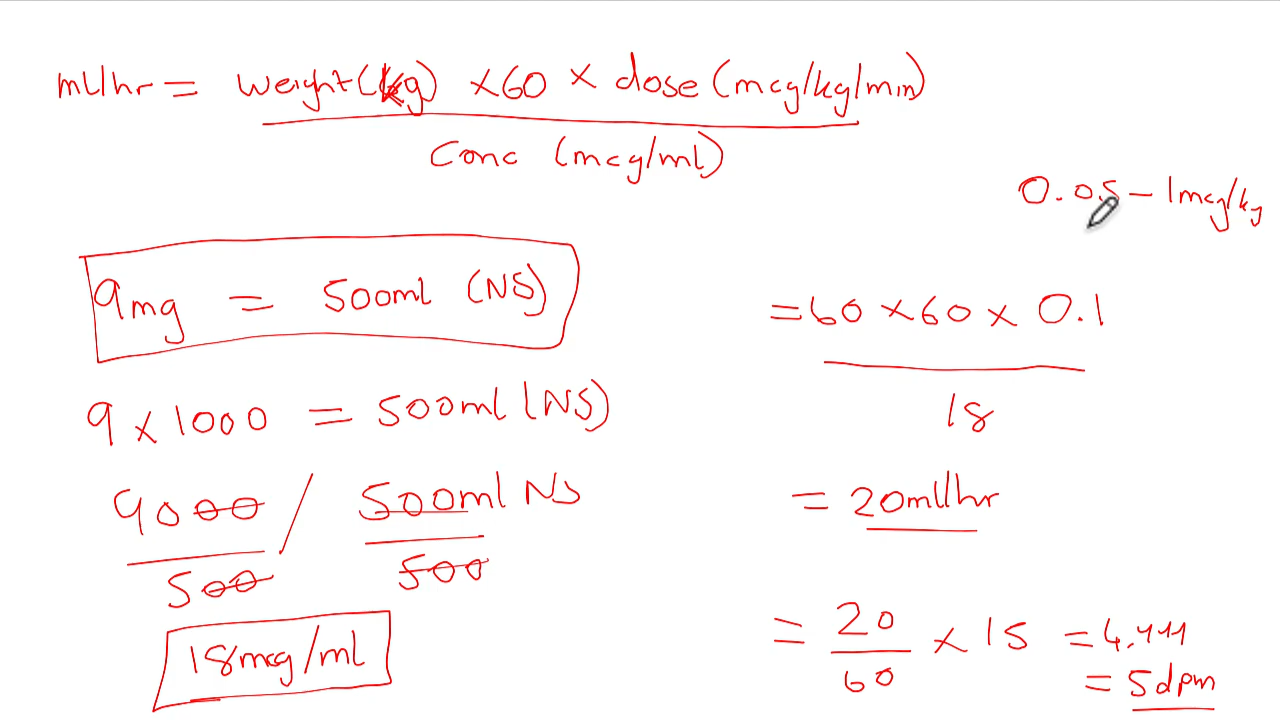 mL/hr = weight(kg) ×60 × dose (mcg/kg/min)
Conc (mcg/ml)
0.05 – 1mcg/kg
9mg = 500ml (NS)
9 × 1000 = 500ml (NS)
9000 / 500ml NS
500 500
18mcg/ml
= 60 × 60 × 0.1
18
= 20ml/hr
= 20 × 15 = 4.999
60 = 5dpm